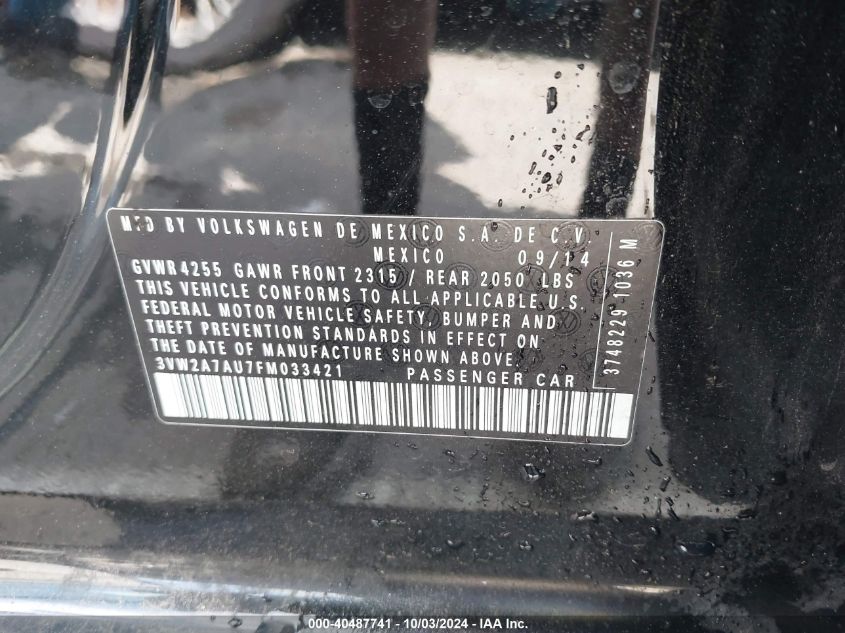 MFD BY VOLKSWAGEN DE MEXICO S.A. DE C.V.
MEXICO 09/14
GVWR 4255 GAWR FRONT 2315 / REAR 2050 LBS
THIS VEHICLE CONFORMS TO ALL APPLICABLE U.S.
FEDERAL MOTOR VEHICLE SAFETY, BUMPER AND
THEFT PREVENTION STANDARDS IN EFFECT ON
THE DATE OF MANUFACTURE SHOWN ABOVE.
3VW2A7AU7FM033421 PASSENGER CAR
3748229 1036 M
000-40487741 - 10/03/2024 - IAA Inc.